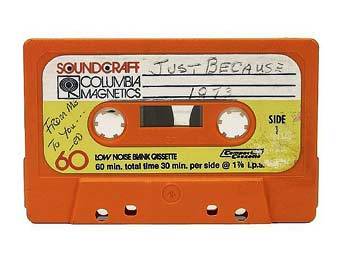 SOUNDCRAFT
COLUMBIA
MAGNETICS
JUST BECAUSE
1973
FROM ME
TO YOU...
SIDE
1
60
LOW NOISE BLANK CASSETTE
60 min. total time 30 min. per side @ 1⅞ i.p.s.